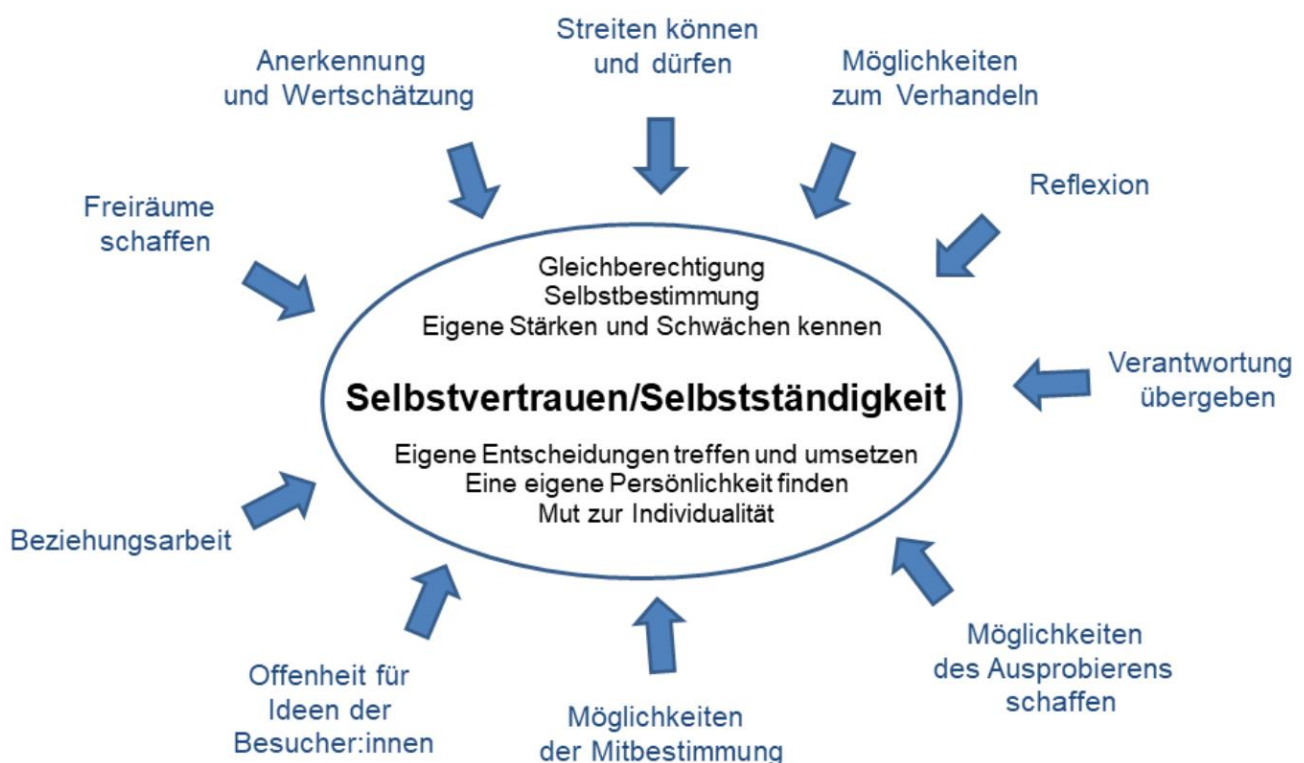 Streiten können
und dürfen
Anerkennung
und Wertschätzung
Möglichkeiten
zum Verhandeln
Reflexion
Freiräume
schaffen
Gleichberechtigung
Selbstbestimmung
Eigene Stärken und Schwächen kennen
Selbstvertrauen/Selbstständigkeit
Eigene Entscheidungen treffen und umsetzen
Eine eigene Persönlichkeit finden
Mut zur Individualität
Verantwortung
übergeben
Beziehungsarbeit
Möglichkeiten
des Ausprobierens
schaffen
Offenheit für
Ideen der
Besucher:innen
Möglichkeiten
der Mitbestimmung